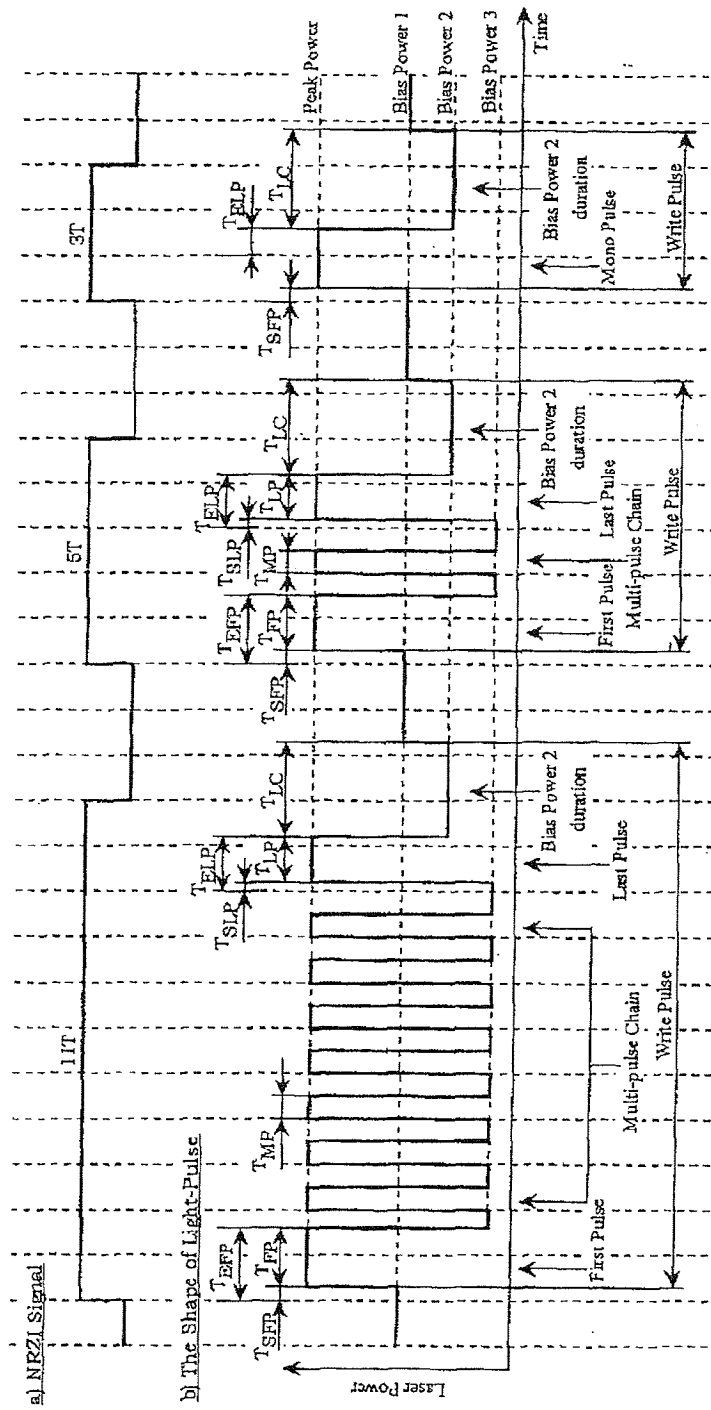 a) NRZI Signal
11T
5T
3T
b) The Shape of Light-Pulse
T_SFP
T_EFP
T_FP
T_MP
T_SLP
T_ELP
T_LP
T_LC
T_SFP
T_EFP
T_FP
T_MP
T_SLP
T_ELP
T_LP
T_LC
T_SFP
T_ELP
T_LC
Peak Power
Bias Power 1
Bias Power 2
Bias Power 3
Laser Power
Time
First Pulse
Multi-pulse Chain
Last Pulse
Bias Power 2
duration
Write Pulse
First Pulse
Multi-pulse Chain
Last Pulse
Bias Power 2
duration
Write Pulse
Mono Pulse
Bias Power 2
duration
Write Pulse